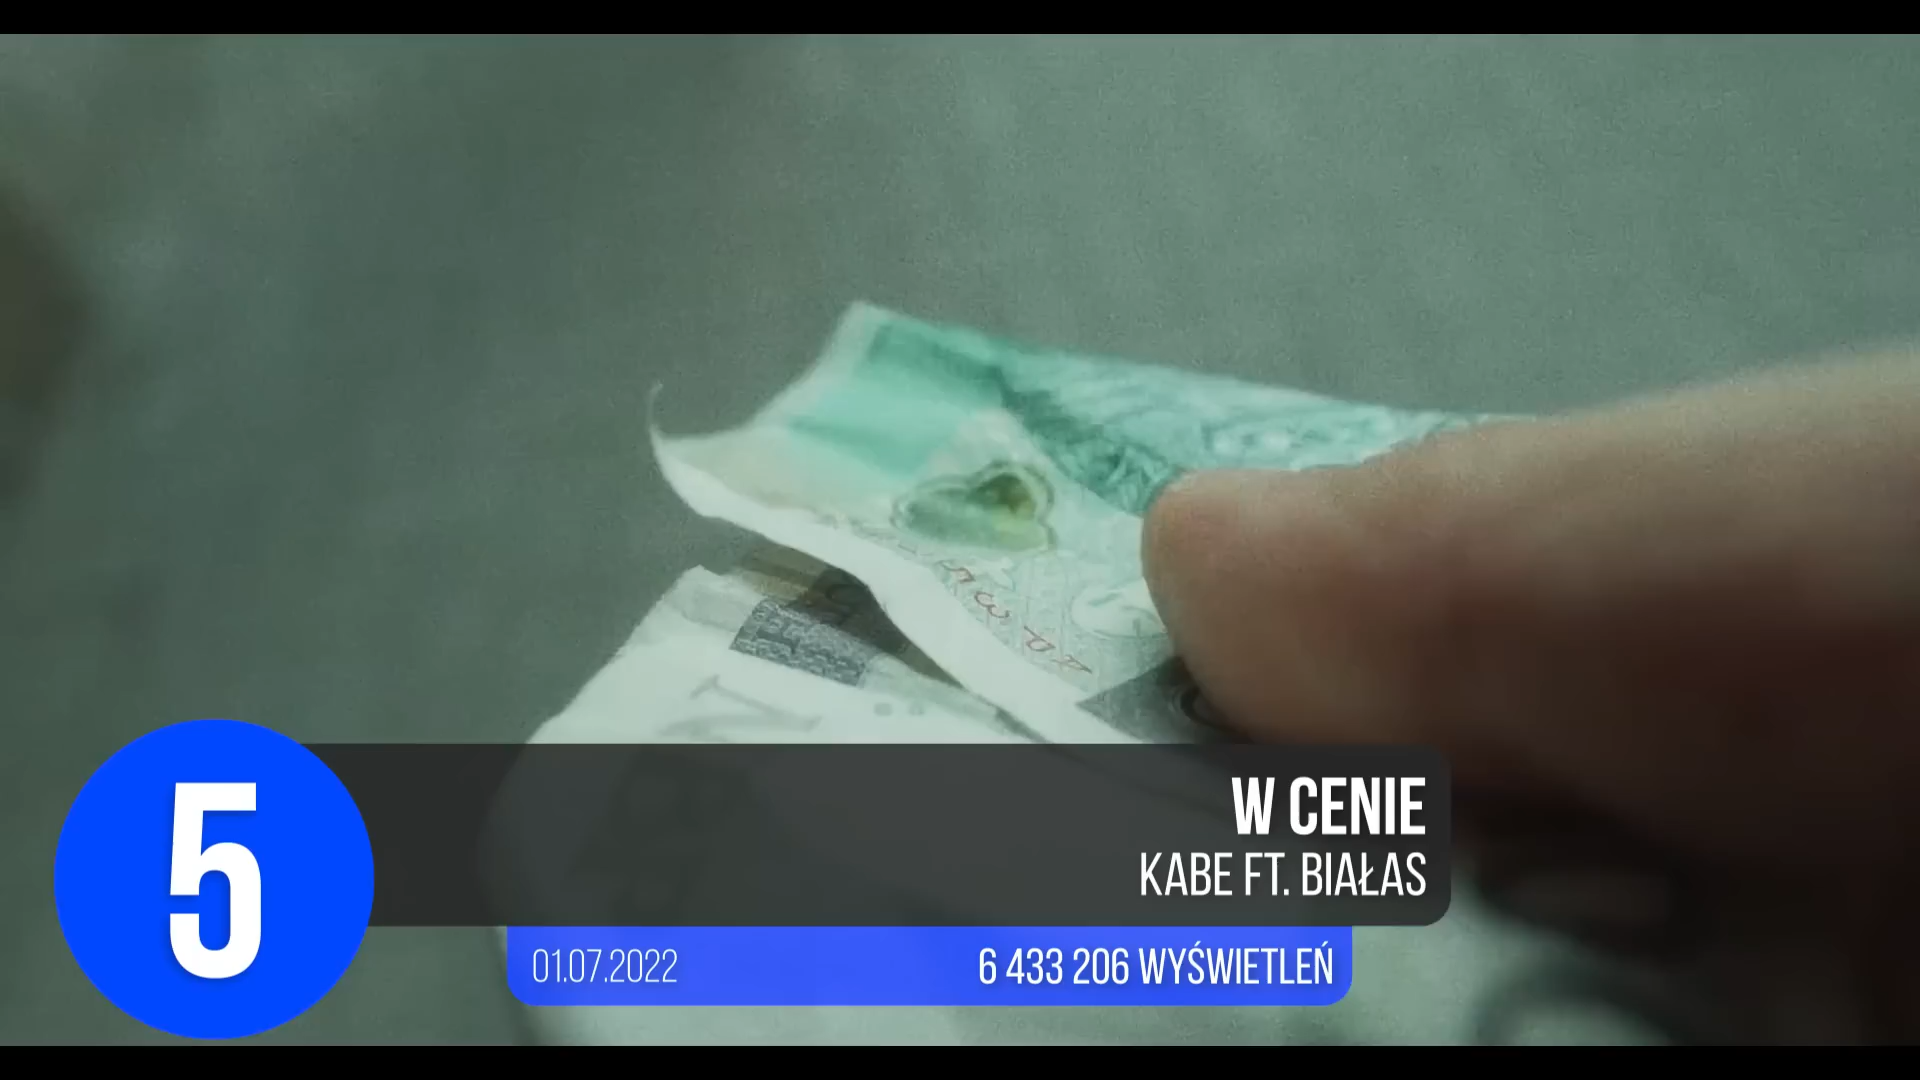 5
W CENIE
KABE FT. BIAŁAS
01.07.2022
6 433 206 WYŚWIETLEŃ